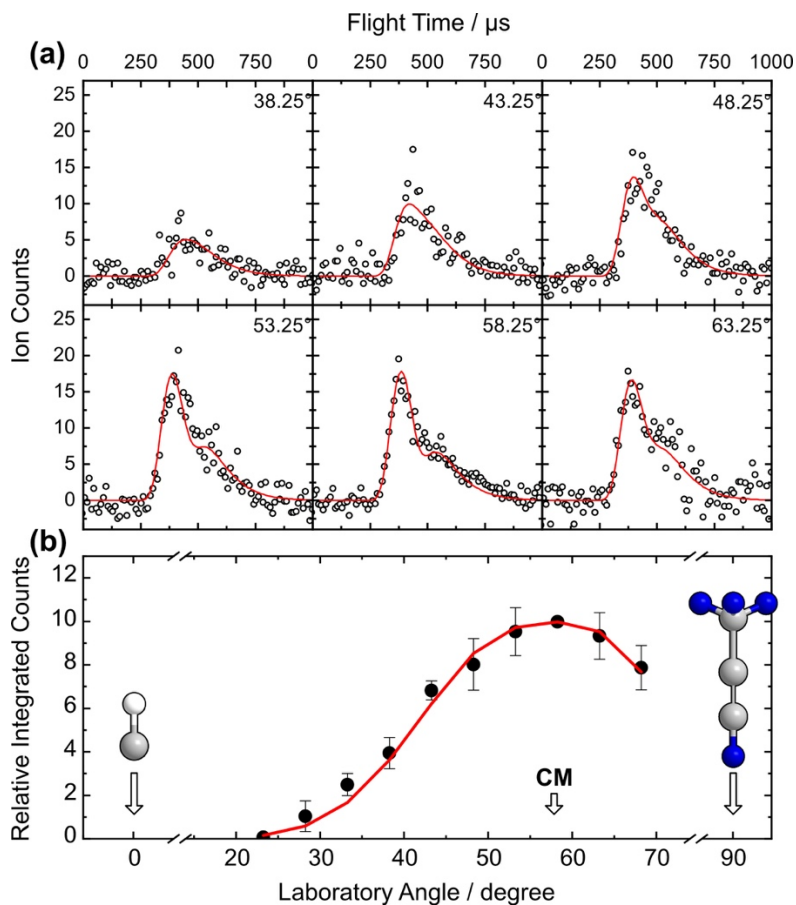 Flight Time / µs
(a)
0 250 500 750 0 250 500 750 0 250 500 750 1000
25
20
15
10
5
0
38.25°
43.25°
48.25°
Ion Counts
25
20
15
10
5
0
53.25°
58.25°
63.25°
(b)
Relative Integrated Counts
12
10
8
6
4
2
0
CM
0 20 30 40 50 60 70 90
Laboratory Angle / degree